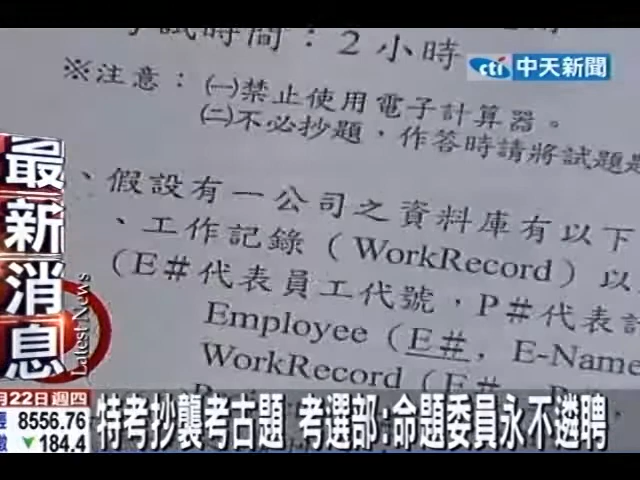 試時間：2 小時
cti 中天新聞
※注意：㈠禁止使用電子計算器。
㈡不必抄題，作答時請將試題是
、假設有一公司之資料庫有以下
、工作記錄（WorkRecord）以
（E＃代表員工代號，P＃代表
Employee（E#，E-Name
WorkRecord（E#，
最新消息
Latest News
月22日週四
8556.76
▼184.4
特考抄襲考古題 考選部:命題委員永不遴聘